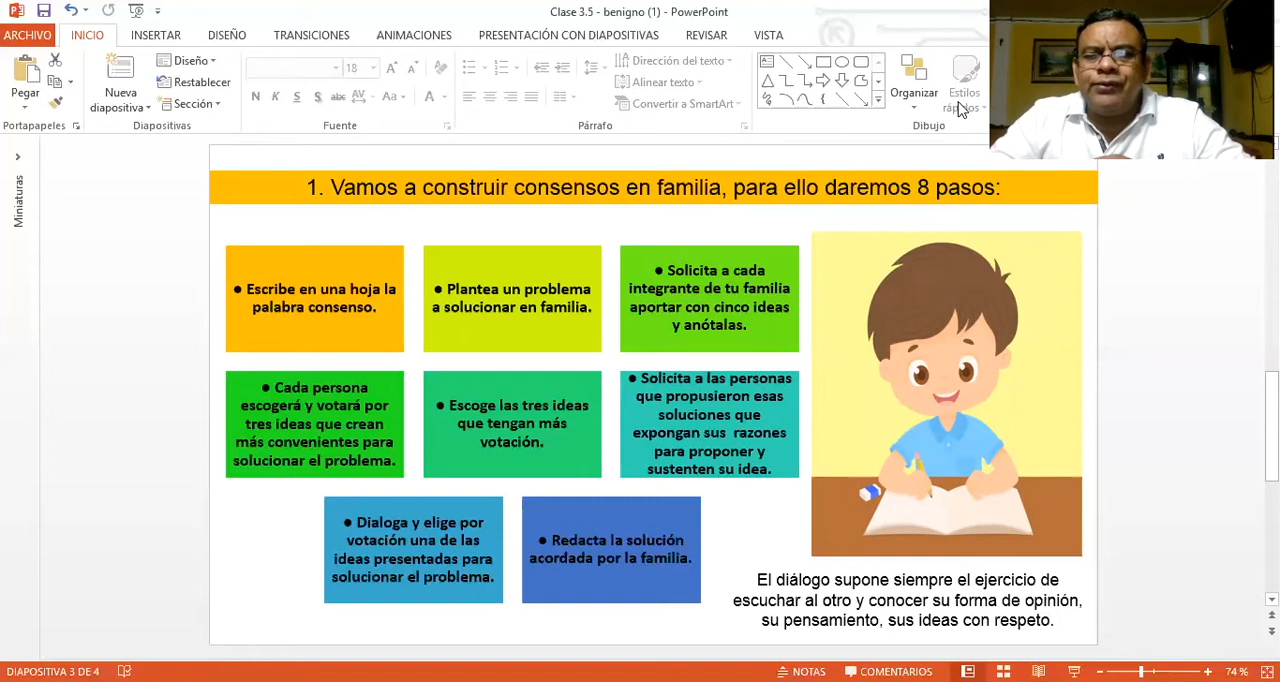 Clase 3.5 - benigno (1) - PowerPoint
ARCHIVO INICIO INSERTAR DISEÑO TRANSICIONES ANIMACIONES PRESENTACIÓN CON DIAPOSITIVAS REVISAR VISTA
Pegar
Nueva
diapositiva
Diseño
Restablecer
Sección
18
N K S S abc AV Aa A
Dirección del texto
Alinear texto
Convertir a SmartArt
Organizar
Estilos
rápidos
Portapapeles Diapositivas Fuente Párrafo Dibujo
Miniaturas
1. Vamos a construir consensos en familia, para ello daremos 8 pasos:
● Escribe en una hoja la
palabra consenso.
● Plantea un problema
a solucionar en familia.
● Solicita a cada
integrante de tu familia
aportar con cinco ideas
y anótalas.
● Cada persona
escogerá y votará por
tres ideas que crean
más convenientes para
solucionar el problema.
● Escoge las tres ideas
que tengan más
votación.
● Solicita a las personas
que propusieron esas
soluciones que
expongan sus razones
para proponer y
sustenten su idea.
● Dialoga y elige por
votación una de las
ideas presentadas para
solucionar el problema.
● Redacta la solución
acordada por la familia.
El diálogo supone siempre el ejercicio de
escuchar al otro y conocer su forma de opinión,
su pensamiento, sus ideas con respeto.
DIAPOSITIVA 3 DE 4 NOTAS COMENTARIOS 74 %